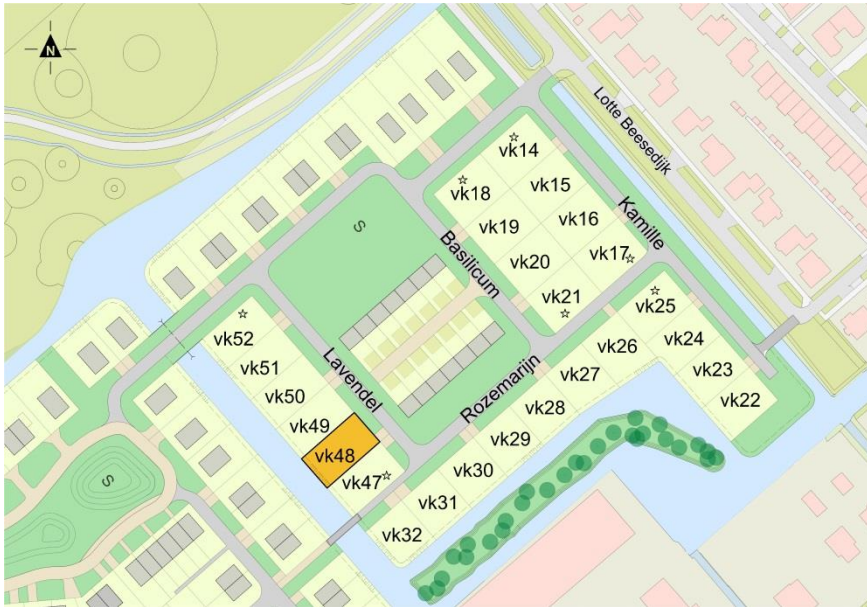 N
Lotte Beesedijk
vk14
vk18
vk15
vk19
vk16
Kamille
Basilicum
vk20
vk17
vk21
vk25
S
vk52
vk24
vk26
vk51
vk23
vk27
Lavendel
Rozemarijn
vk50
vk22
vk28
vk49
vk29
vk48
vk30
vk47
vk31
vk32
S